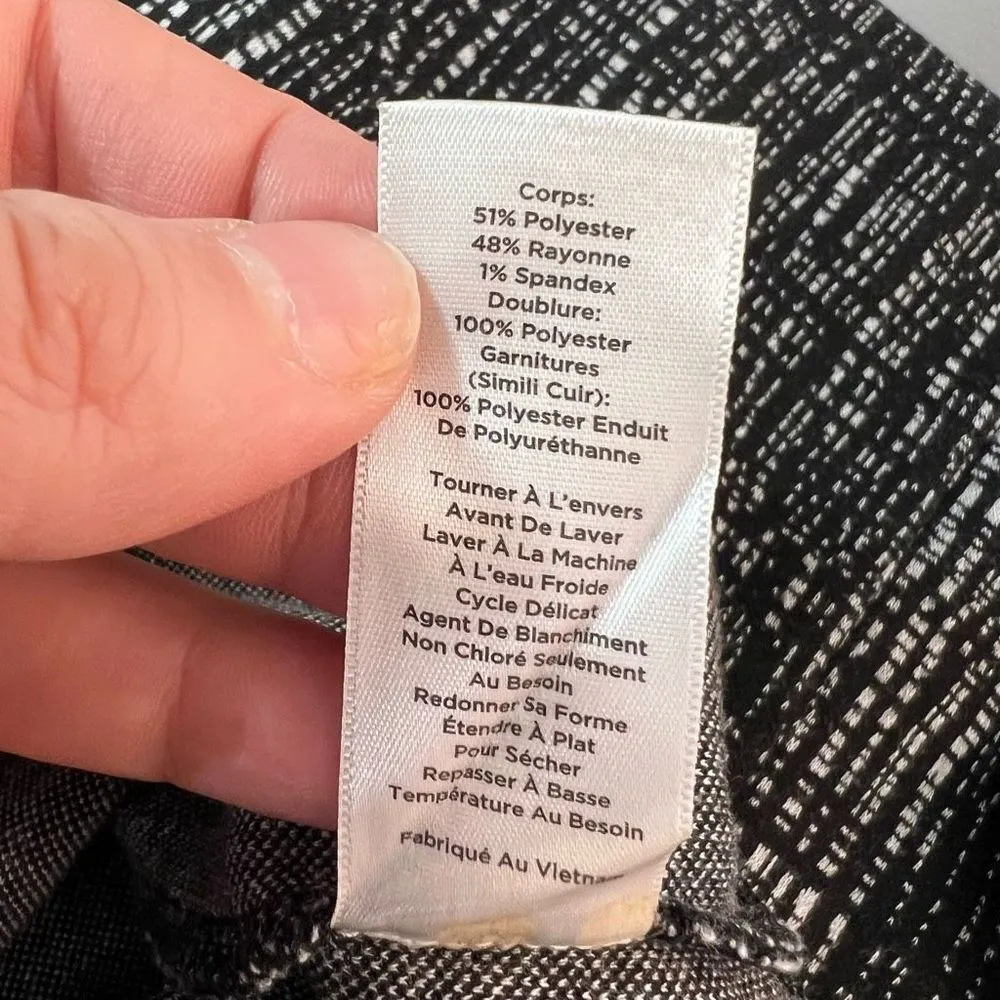 Corps:
51% Polyester
48% Rayonne
1% Spandex
Doublure:
100% Polyester
Garnitures
(Simili Cuir):
100% Polyester Enduit
De Polyuréthanne
Tourner À L'envers
Avant De Laver
Laver À La Machine
À L'eau Froide
Cycle Délicat
Agent De Blanchiment
Non Chloré Seulement
Au Besoin
Redonner Sa Forme
Étendre À Plat
Pour Sécher
Repasser À Basse
Température Au Besoin
Fabriqué Au